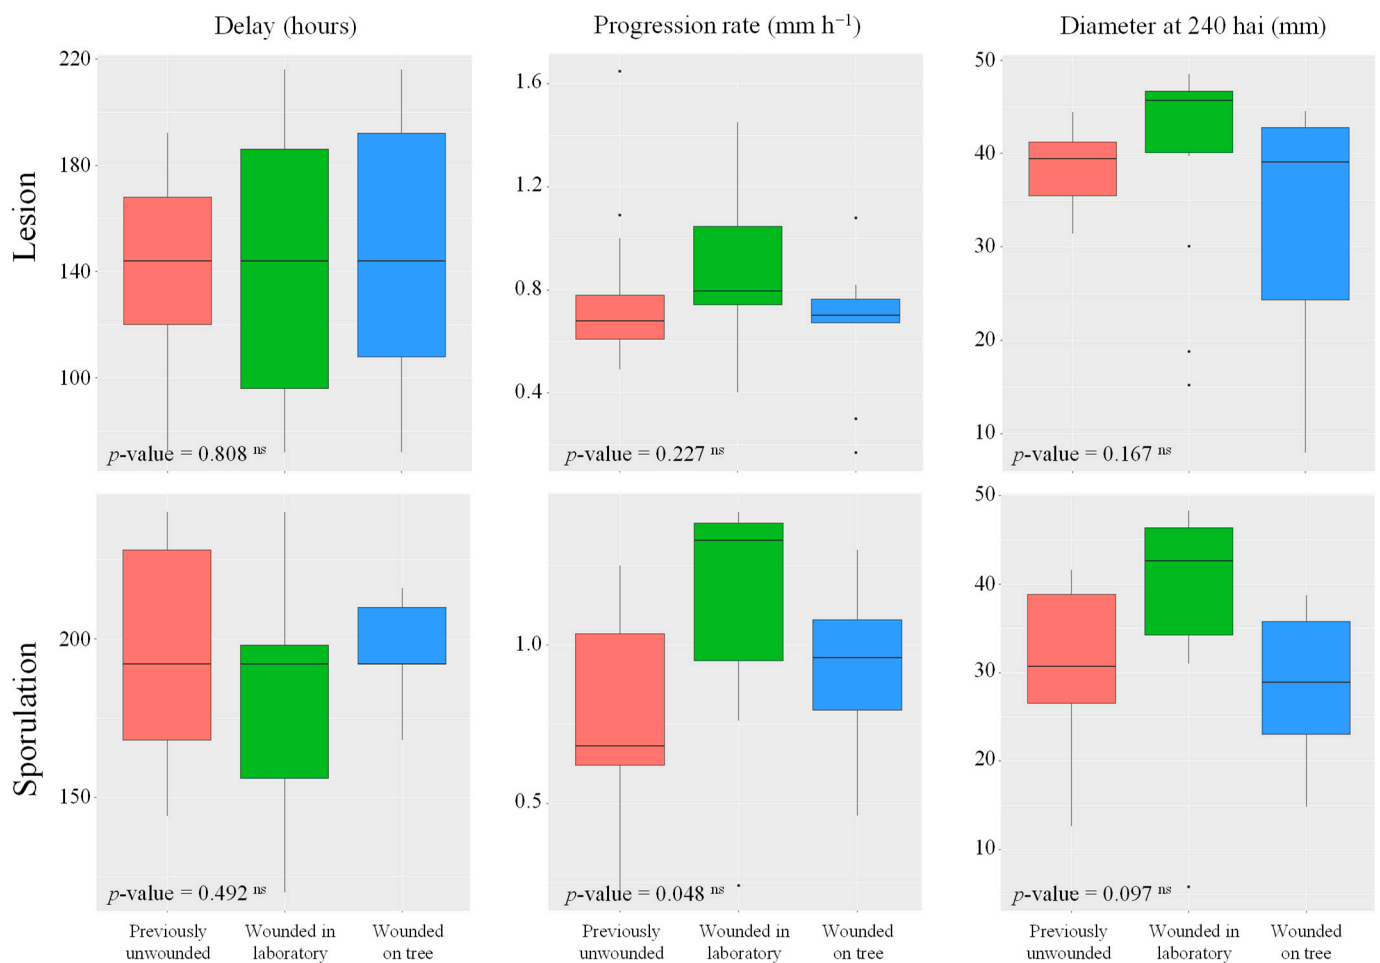 Delay (hours)
Progression rate (mm h⁻¹)
Diameter at 240 hai (mm)
Lesion
220
180
140
100
p-value = 0.808 ns
1.6
1.2
0.8
0.4
p-value = 0.227 ns
50
40
30
20
10
p-value = 0.167 ns
Sporulation
200
150
p-value = 0.492 ns
1.0
0.5
p-value = 0.048 ns
50
40
30
20
10
p-value = 0.097 ns
Previously
unwounded
Wounded in
laboratory
Wounded
on tree
Previously
unwounded
Wounded in
laboratory
Wounded
on tree
Previously
unwounded
Wounded in
laboratory
Wounded
on tree